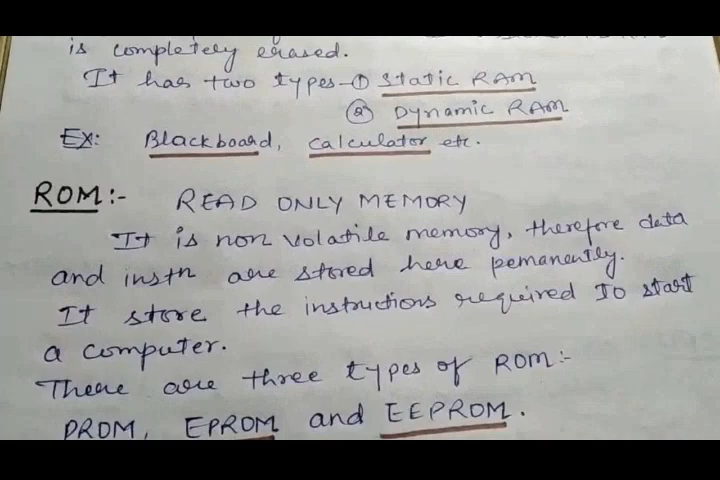 is completely erased.
It has two types-① Static RAM
② Dynamic RAM
EX: Blackboard, calculator etc.
ROM:- READ ONLY MEMORY
It is non volatile memory, therefore data
and instn are stored here pemanently.
It store the instructions required to start
a computer.
There are three types of ROM:-
PROM, EPROM and EEPROM.